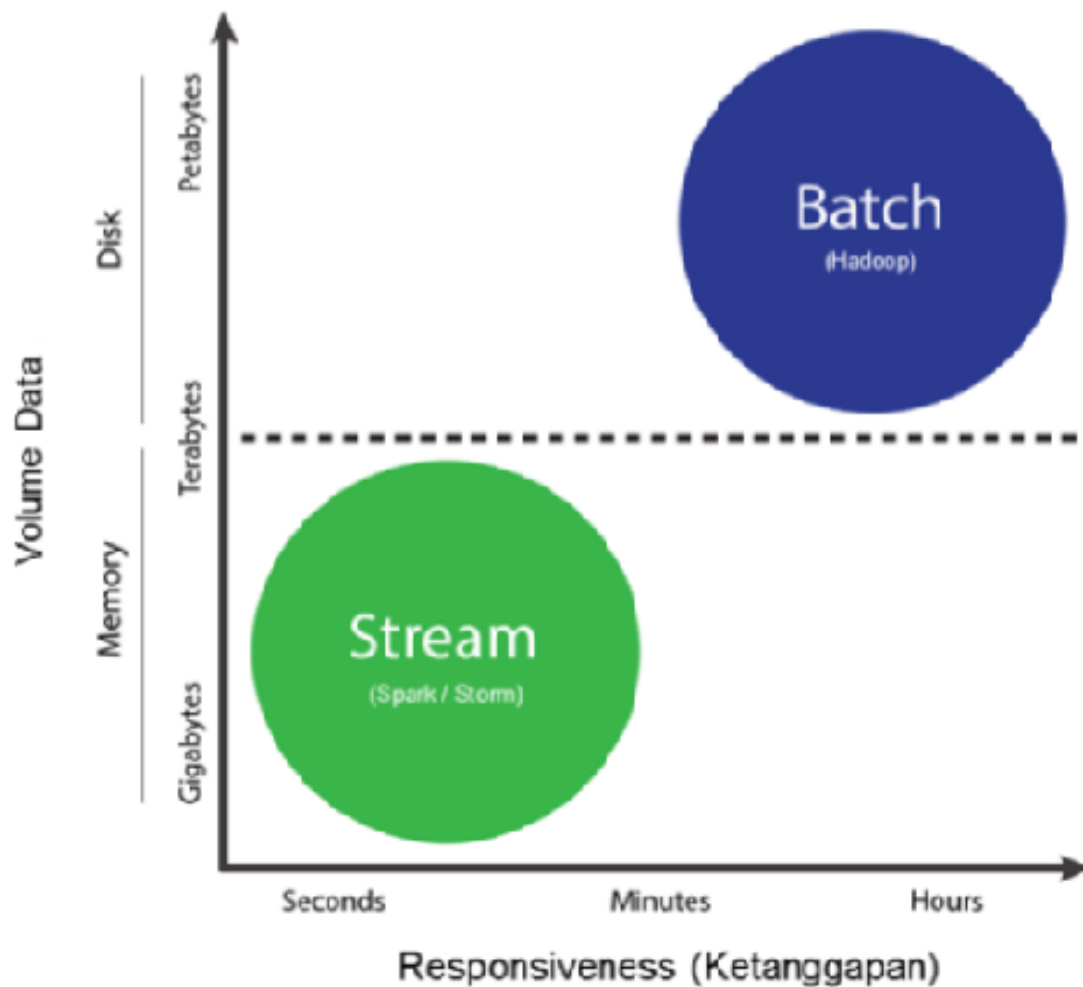 Volume Data
Disk
Memory
Petabytes
Terabytes
Gigabytes
Batch
(Hadoop)
Stream
(Spark / Storm)
Seconds
Minutes
Hours
Responsiveness (Ketanggapan)